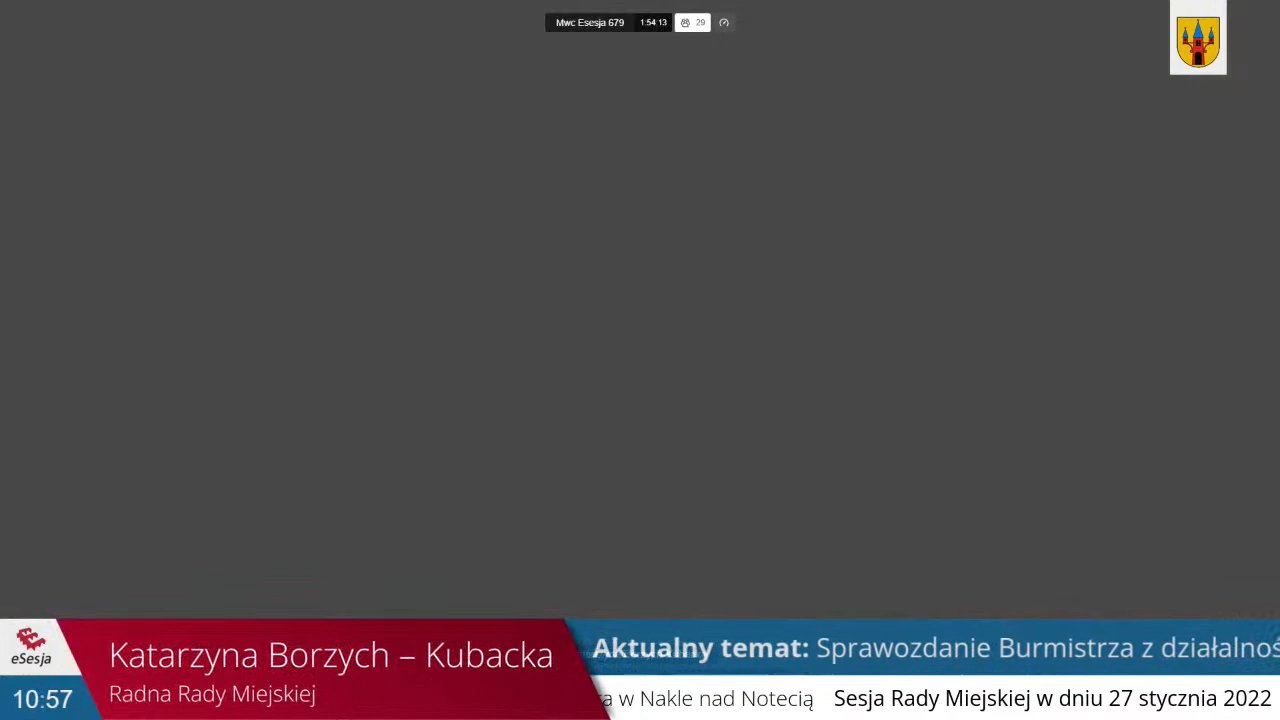 Mwc Esesja 679 1:54:13 29
eSesja
10:57
Katarzyna Borzych – Kubacka
Radna Rady Miejskiej
Aktualny temat: Sprawozdanie Burmistrza z działalnoś
a w Nakle nad Notecią Sesja Rady Miejskiej w dniu 27 stycznia 2022